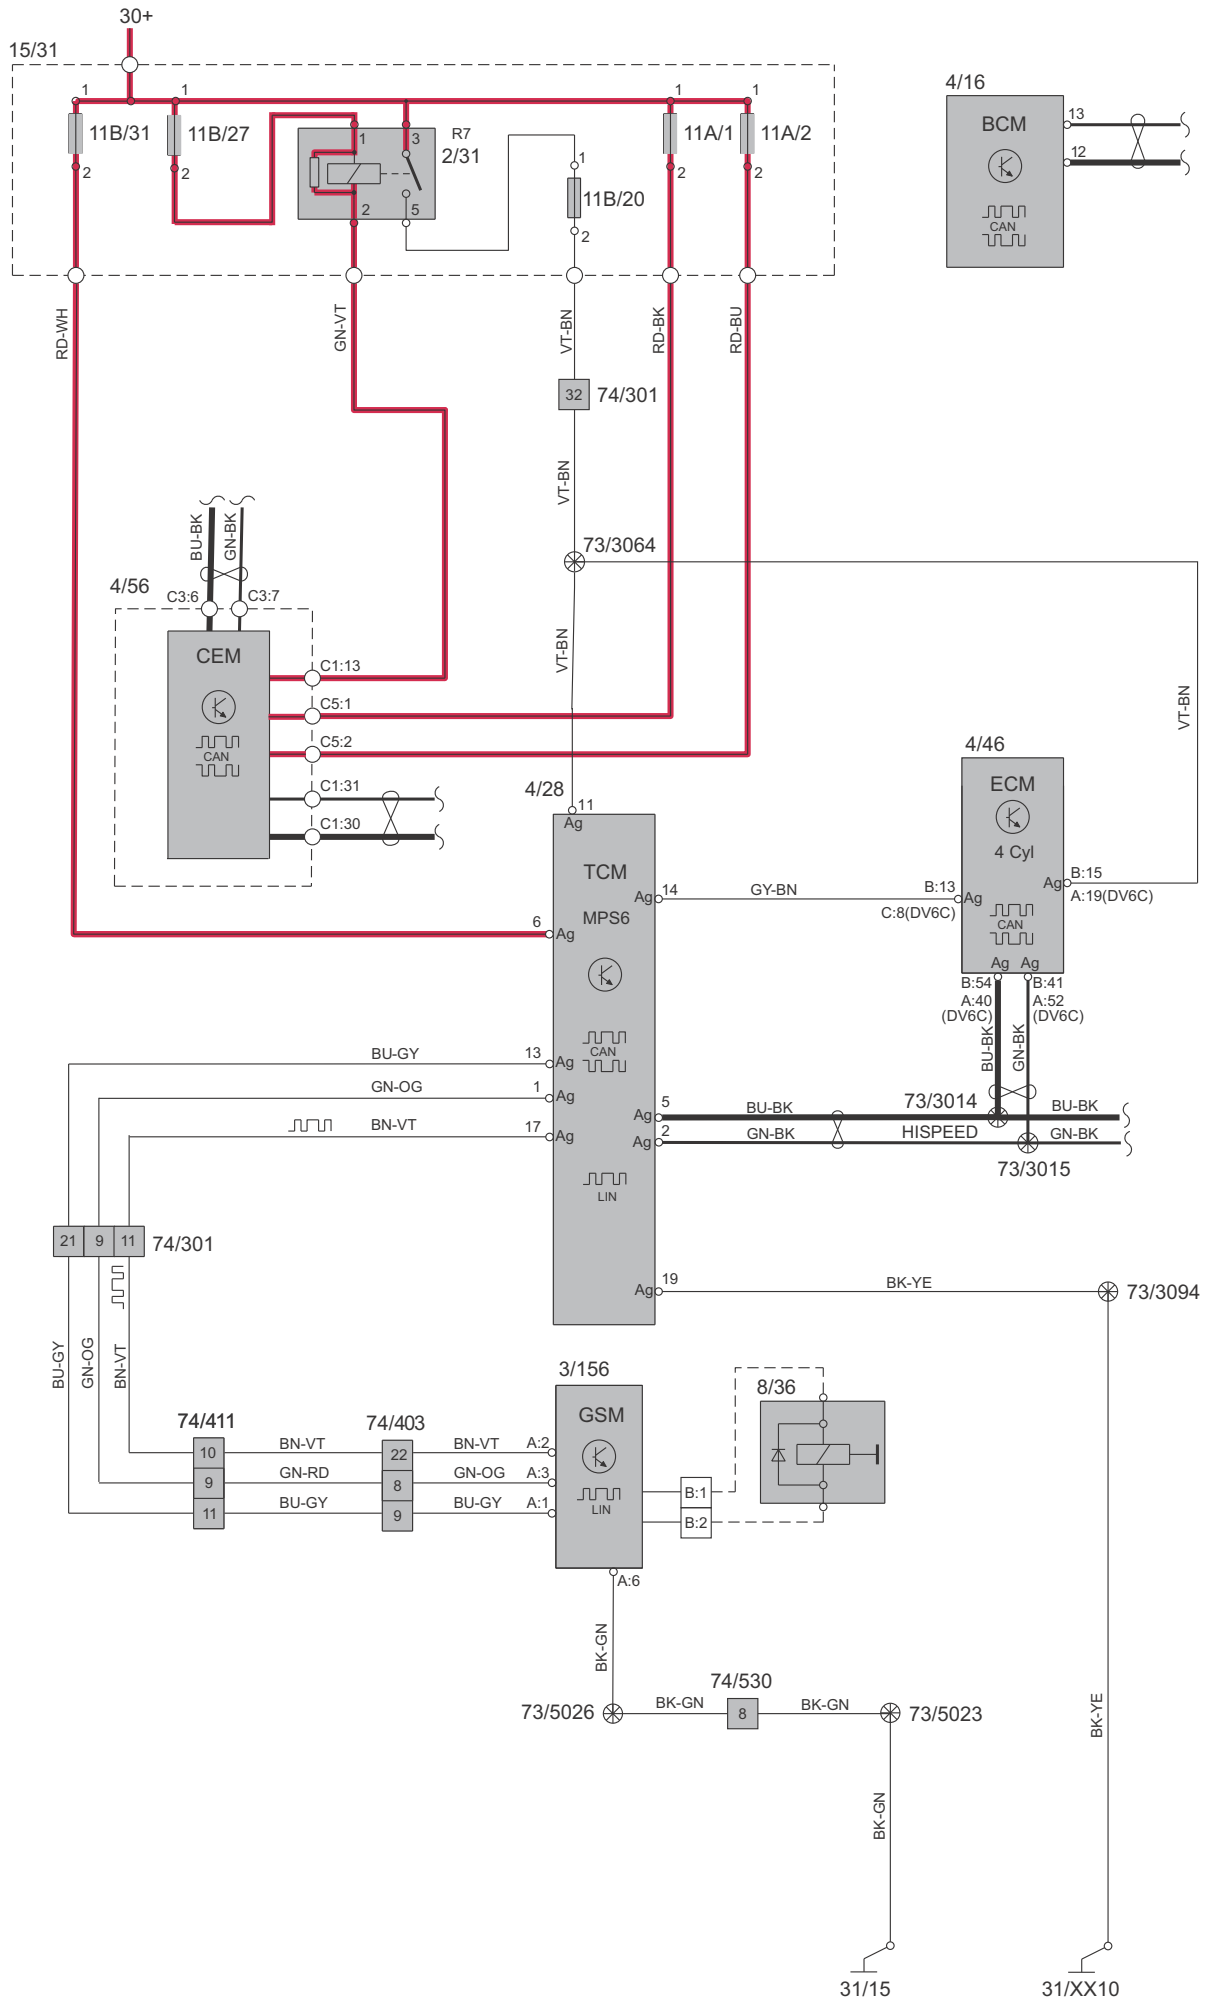 30+
15/31
4/16
1
1
1
1
13
BCM
12
CAN
11B/31
11B/27
1
3
R7
2/31
11A/1
11A/2
2
2
2
5
1
11B/20
2
2
2
RD-WH
GN-VT
VT-BN
RD-BK
RD-BU
32
74/301
VT-BN
BU-BK
GN-BK
73/3064
4/56
C3:6
C3:7
VT-BN
CEM
C1:13
C5:1
C5:2
CAN
C1:31
C1:30
VT-BN
4/46
ECM
4 Cyl
CAN
Ag
B:15
A:19(DV6C)
B:13
C:8(DV6C)
Ag
Ag
Ag
B:54
A:40
(DV6C)
B:41
A:52
(DV6C)
BU-BK
GN-BK
4/28
11
Ag
TCM
MPS6
Ag
14
GY-BN
6
Ag
CAN
BU-GY
13
Ag
GN-OG
1
Ag
BN-VT
17
Ag
5
Ag
BU-BK
73/3014
BU-BK
2
Ag
GN-BK
HISPEED
GN-BK
73/3015
LIN
21
9
11
74/301
Ag
19
BK-YE
73/3094
BU-GY
GN-OG
BN-VT
3/156
8/36
GSM
LIN
74/411
74/403
10
BN-VT
22
BN-VT
A:2
9
GN-RD
8
GN-OG
A:3
11
BU-GY
9
BU-GY
A:1
B:1
B:2
A:6
BK-GN
74/530
73/5026
BK-GN
8
BK-GN
73/5023
BK-YE
BK-GN
31/15
31/XX10